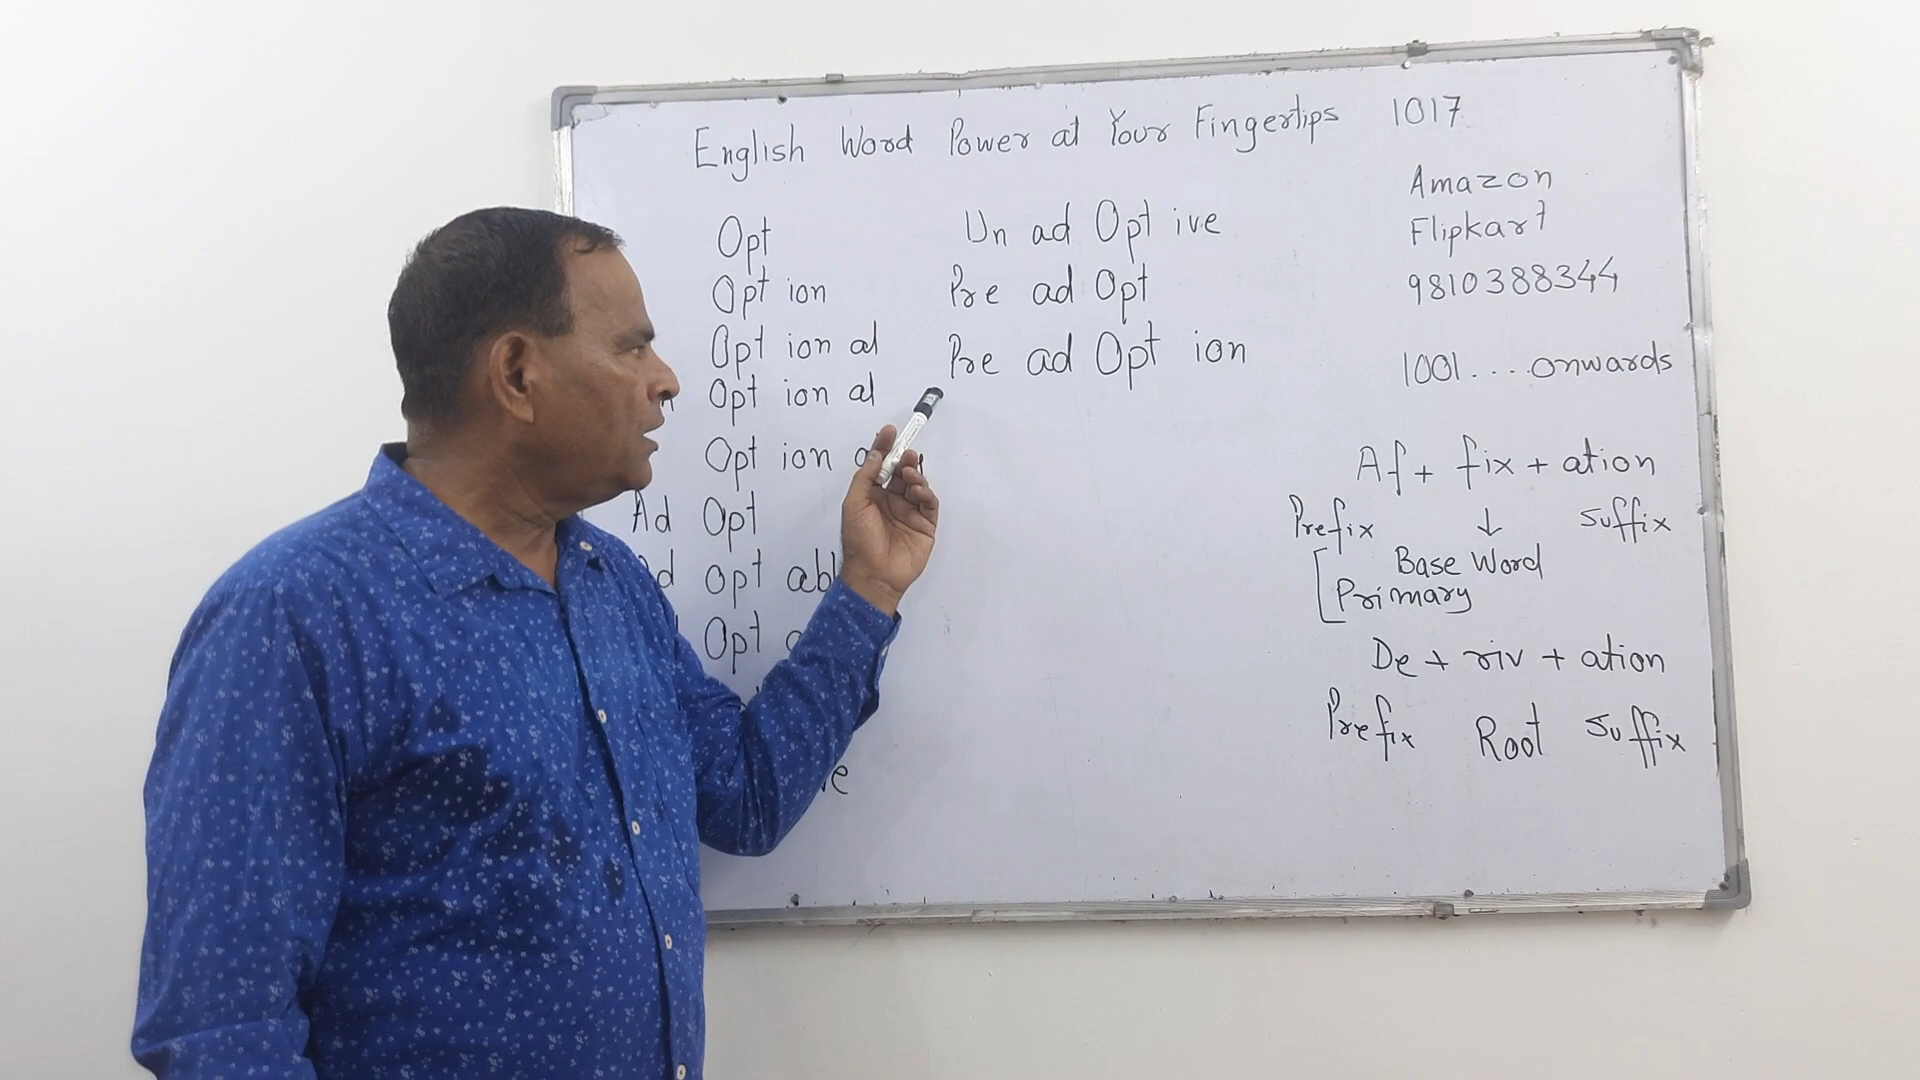 English Word Power at Your Fingertips 1017
Opt
Opt ion
Opt ion al
Opt ion al
Opt ion
Ad Opt
opt
Opt
Un ad Opt ive
Pre ad Opt
Pre ad Opt ion
Amazon
Flipkart
9810388344
1001....onwards
Af + fix + ation
Prefix ↓ suffix
Base Word
[Primary
De + riv + ation
Prefix Root suffix